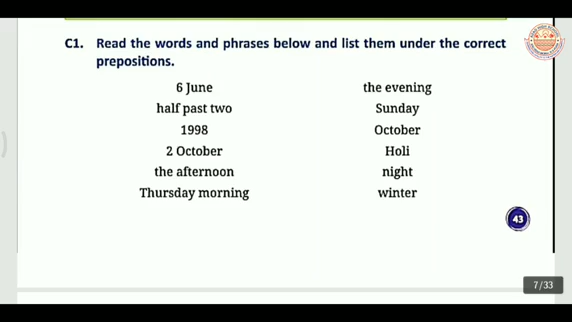 C1. Read the words and phrases below and list them under the correct
prepositions.
6 June the evening
half past two Sunday
1998 October
2 October Holi
the afternoon night
Thursday morning winter
43
7/33